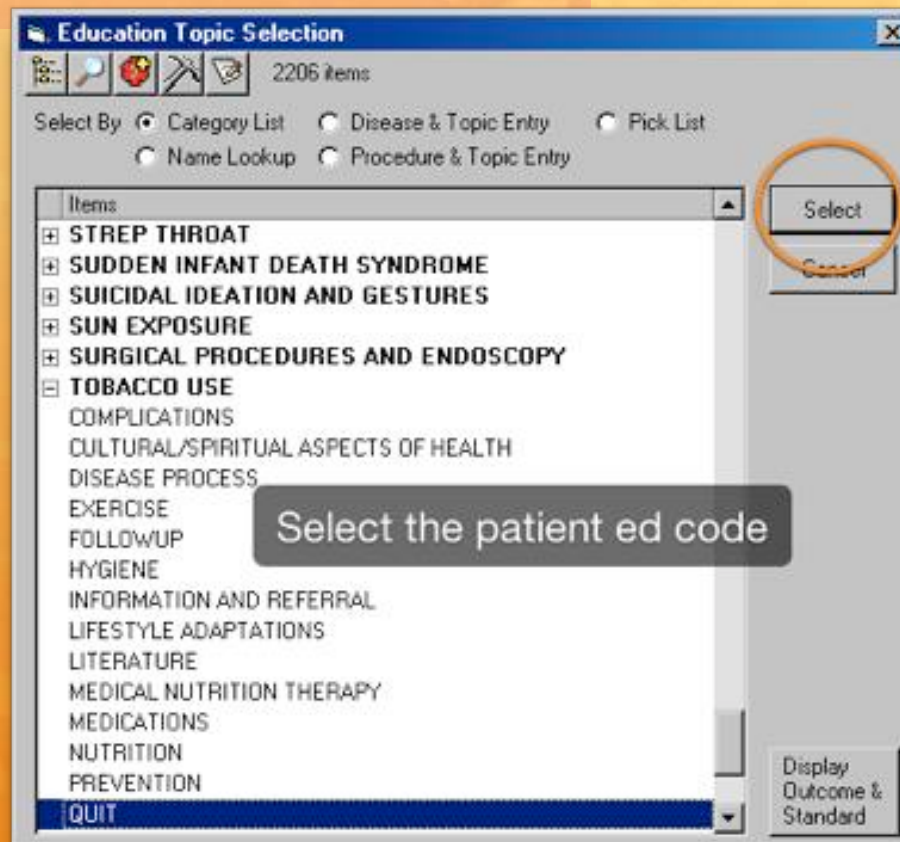 Education Topic Selection
2206 items
Select By Category List Disease & Topic Entry Pick List
Name Lookup Procedure & Topic Entry
Items
Select
STREP THROAT
Cancel
SUDDEN INFANT DEATH SYNDROME
SUICIDAL IDEATION AND GESTURES
SUN EXPOSURE
SURGICAL PROCEDURES AND ENDOSCOPY
TOBACCO USE
COMPLICATIONS
CULTURAL/SPIRITUAL ASPECTS OF HEALTH
DISEASE PROCESS
EXERCISE
Select the patient ed code
FOLLOWUP
HYGIENE
INFORMATION AND REFERRAL
LIFESTYLE ADAPTATIONS
LITERATURE
MEDICAL NUTRITION THERAPY
MEDICATIONS
NUTRITION
PREVENTION
QUIT
Display
Outcome &
Standard